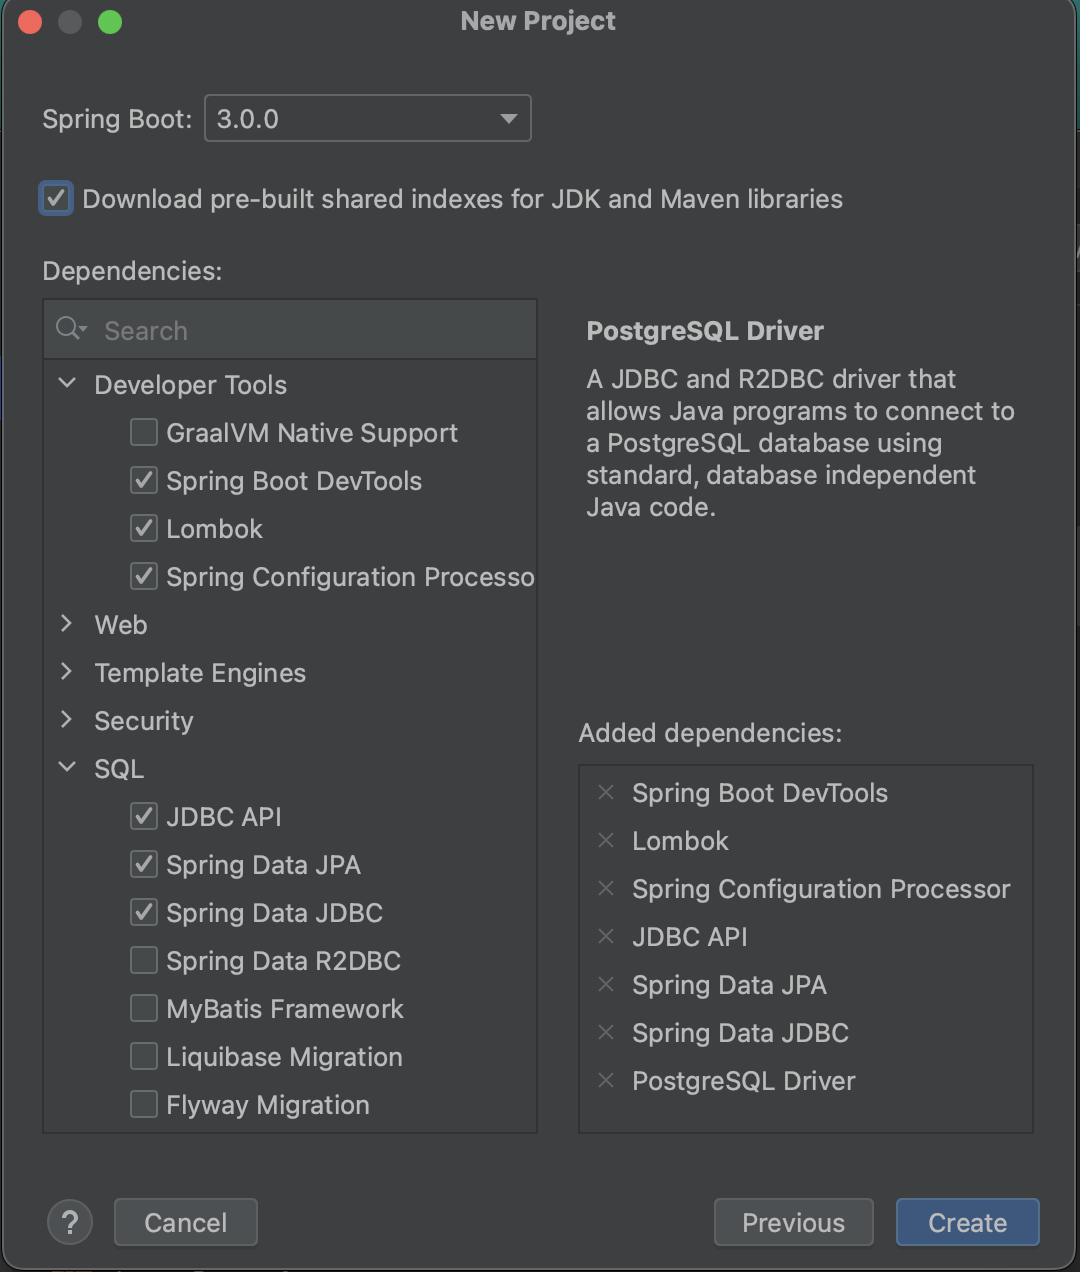 New Project
Spring Boot:
3.0.0
Download pre-built shared indexes for JDK and Maven libraries
Dependencies:
Search
Developer Tools
GraalVM Native Support
Spring Boot DevTools
Lombok
Spring Configuration Processo
Web
Template Engines
Security
SQL
JDBC API
Spring Data JPA
Spring Data JDBC
Spring Data R2DBC
MyBatis Framework
Liquibase Migration
Flyway Migration
PostgreSQL Driver
A JDBC and R2DBC driver that
allows Java programs to connect to
a PostgreSQL database using
standard, database independent
Java code.
Added dependencies:
Spring Boot DevTools
Lombok
Spring Configuration Processor
JDBC API
Spring Data JPA
Spring Data JDBC
PostgreSQL Driver
?
Cancel
Previous
Create